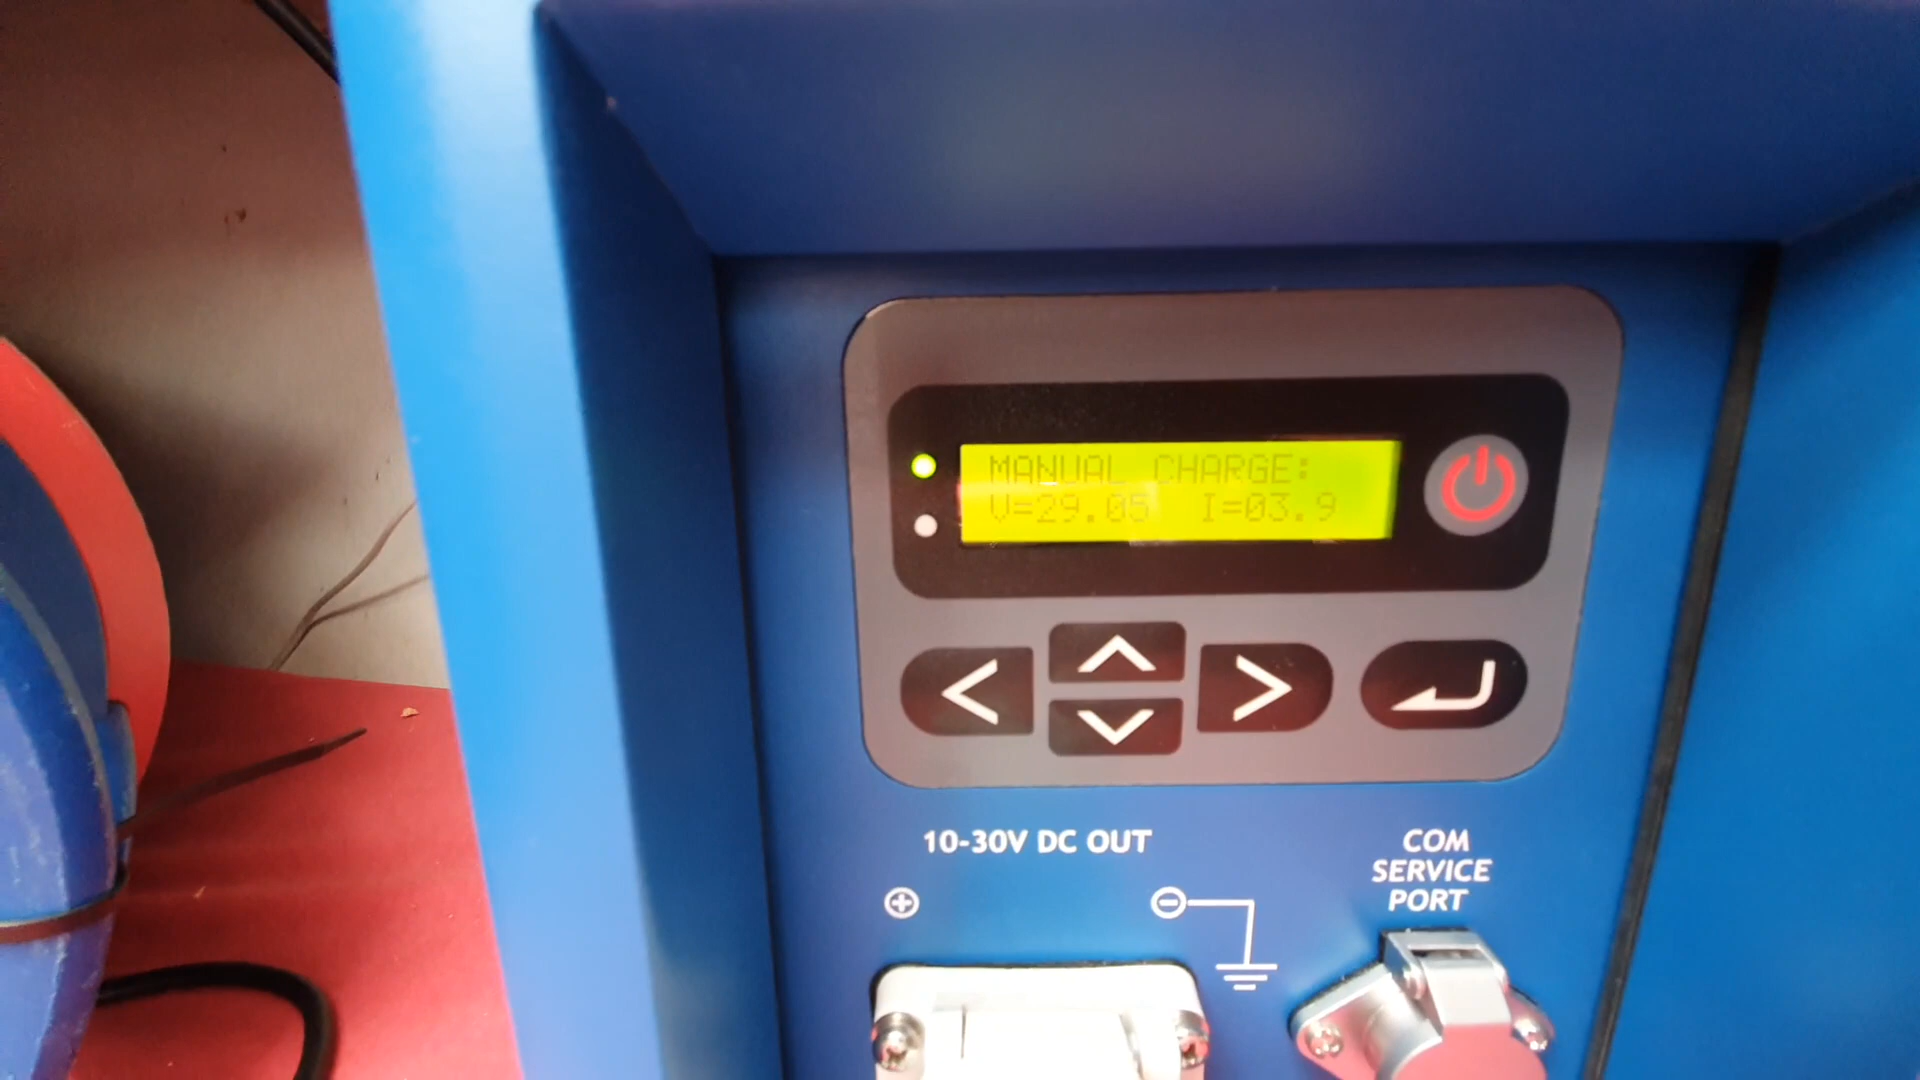 MANUAL CHARGE:
V=29.05 I=03.9
10-30V DC OUT
COM
SERVICE
PORT